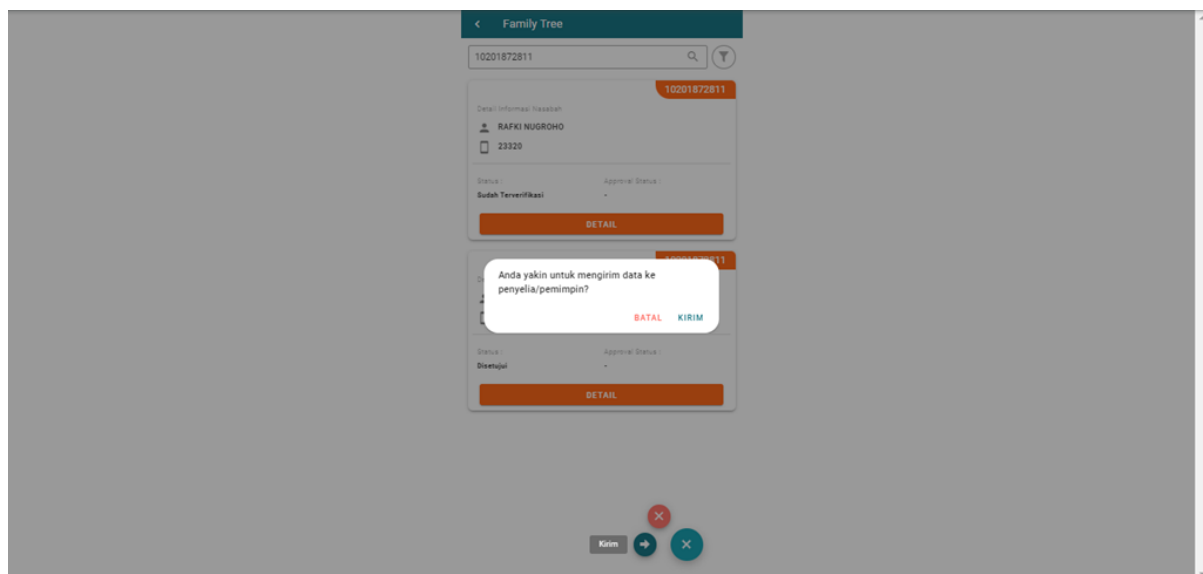 Family Tree
10201872811
10201872811
Detail Informasi Nasabah
RAFKI NUGROHO
23320
Status :
Approval Status :
Sudah Terverifikasi
-
DETAIL
Anda yakin untuk mengirim data ke
penyelia/pemimpin?
BATAL KIRIM
Status :
Approval Status :
Disetujui
-
DETAIL
Kirim